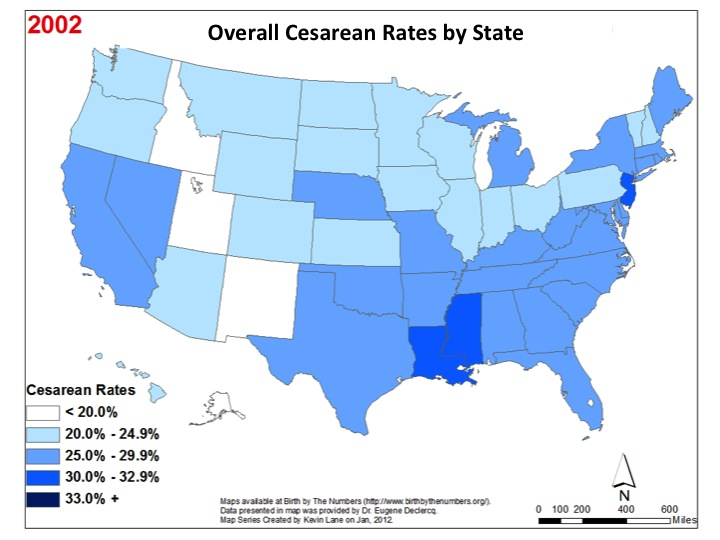 2002
Overall Cesarean Rates by State
Cesarean Rates
< 20.0%
20.0% - 24.9%
25.0% - 29.9%
30.0% - 32.9%
33.0% +
Maps available at Birth by The Numbers (http://www.birthbythenumbers.org/).
Data presented in map was provided by Dr. Eugene Declercq.
Map Series Created by Kevin Lane on Jan, 2012.
N
0 100 200 400 600
Miles